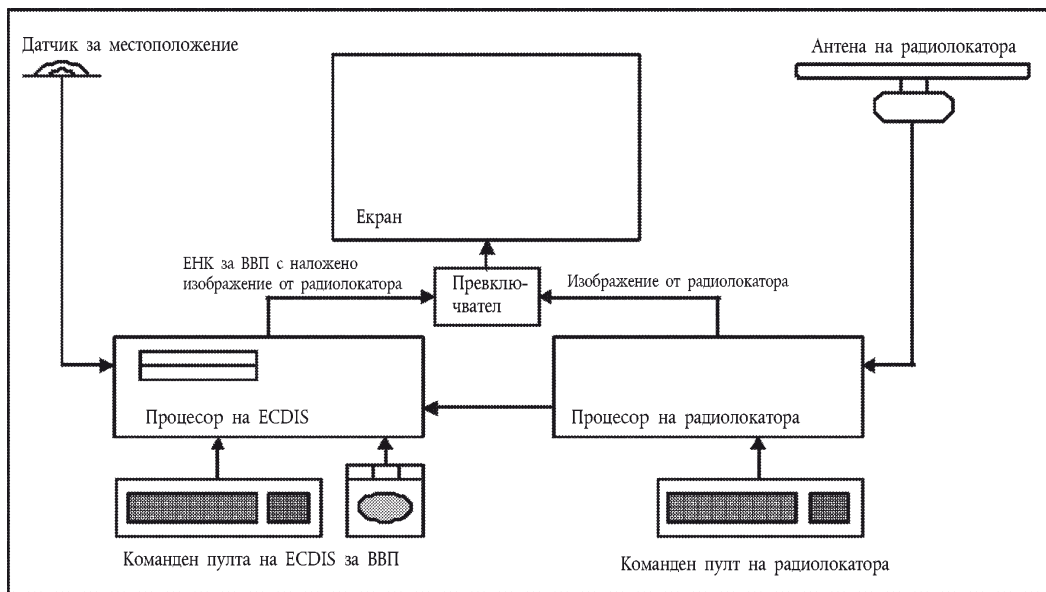 Датчик за местоположение
Антена на радиолокатора
Екран
ЕНК за ВВП с наложено
изображение от радиолокатора
Превклю-
чвател
Изображение от радиолокатора
Процесор на ECDIS
Процесор на радиолокатора
Команден пулта на ECDIS за ВВП
Команден пулт на радиолокатора